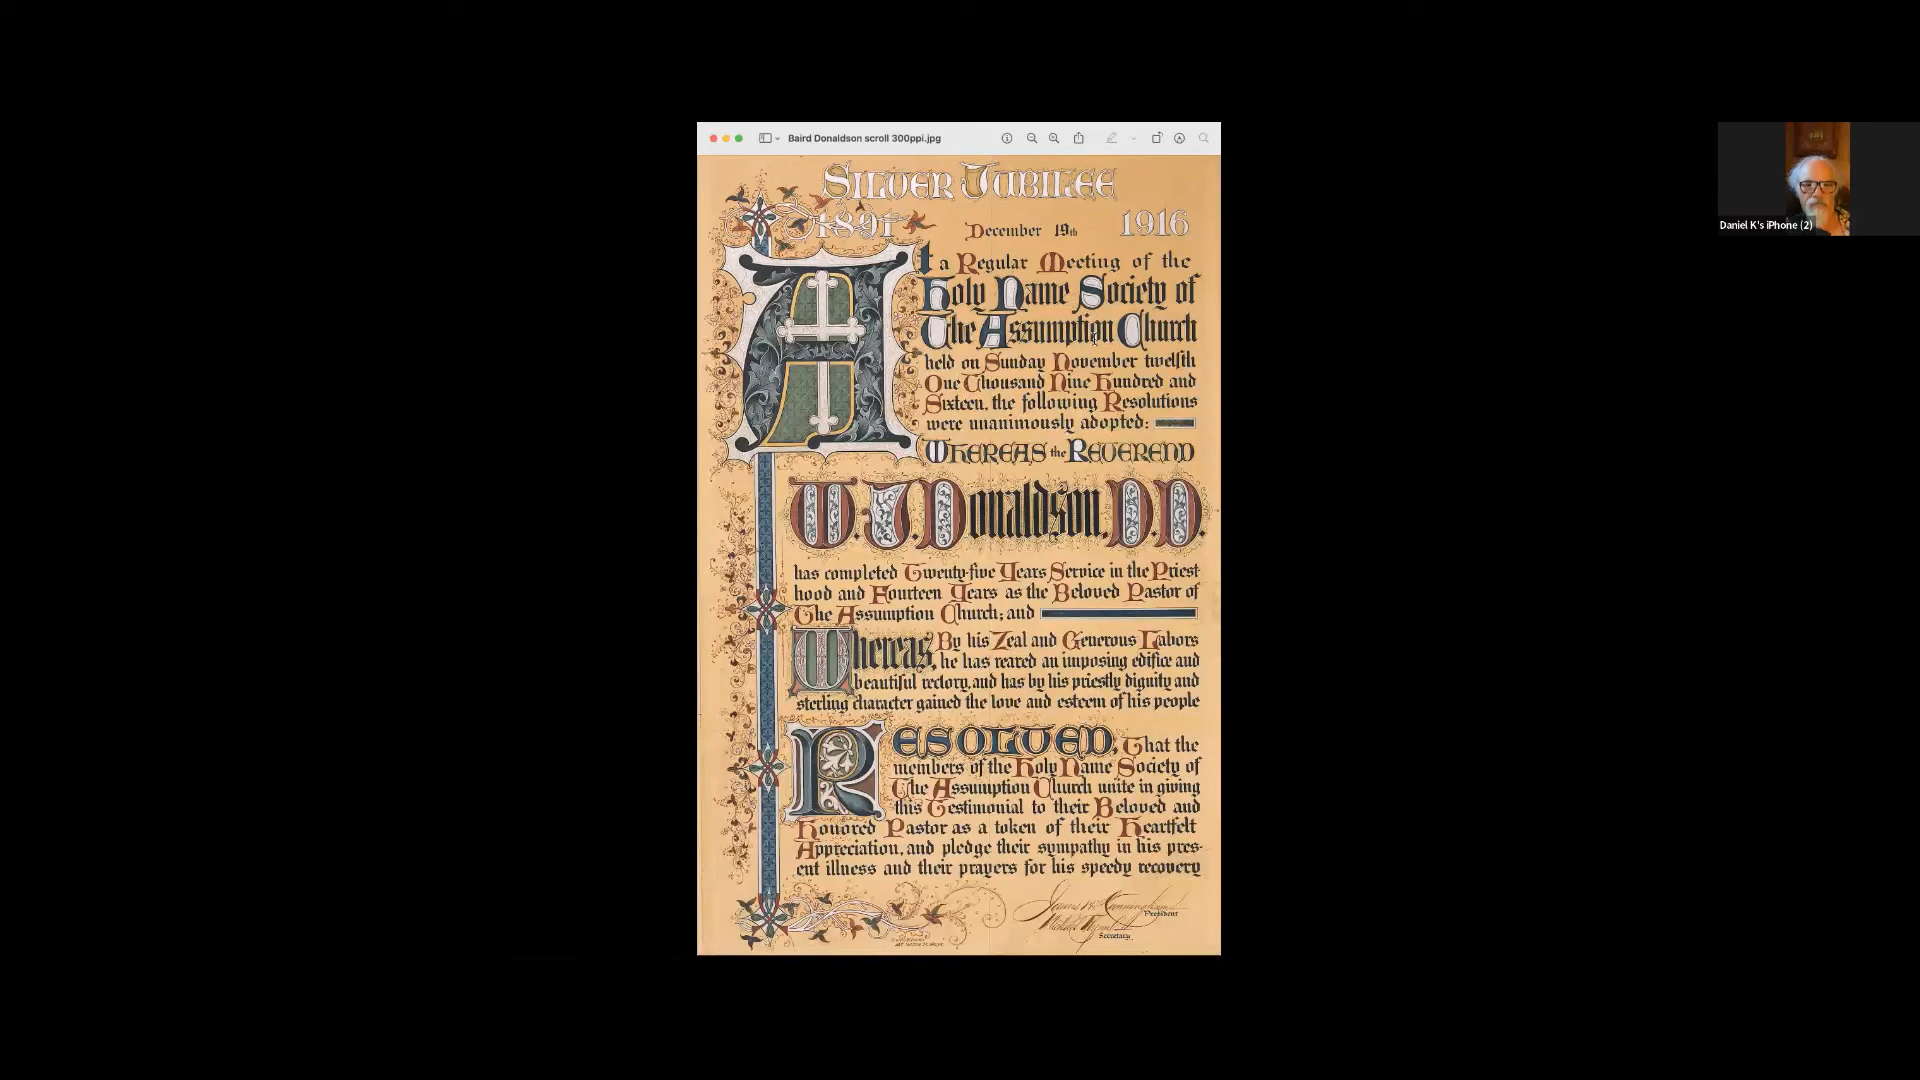 Baird Donaldson scroll 300ppi.jpg
Daniel K's iPhone (2)
SILVER JUBILEE
1891 December 19th 1916
At a Regular Meeting of the
Holy Name Society of
The Assumption Church
held on Sunday November twelfth
One Thousand Nine Hundred and
Sixteen, the following Resolutions
were unanimously adopted:
WHEREAS the REVEREND
W. J. Donaldson, D.D.
has completed Twenty-five Years Service in the Priest
hood and Fourteen Years as the Beloved Pastor of
The Assumption Church; and
Whereas, By his Zeal and Generous Labors
he has reared an imposing edifice and
beautiful rectory, and has by his priestly dignity and
sterling character gained the love and esteem of his people
RESOLVED, That the
members of the Holy Name Society of
The Assumption Church unite in giving
this Testimonial to their Beloved and
Honored Pastor as a token of their Heartfelt
Appreciation, and pledge their sympathy in his pres-
ent illness and their prayers for his speedy recovery
James H. Cunningham
President
Secretary